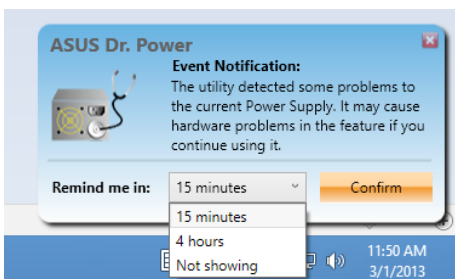 ASUS Dr. Power
Event Notification:
The utility detected some problems to
the current Power Supply. It may cause
hardware problems in the feature if you
continue using it.
Remind me in:
15 minutes
Confirm
15 minutes
4 hours
Not showing
11:50 AM
3/1/2013